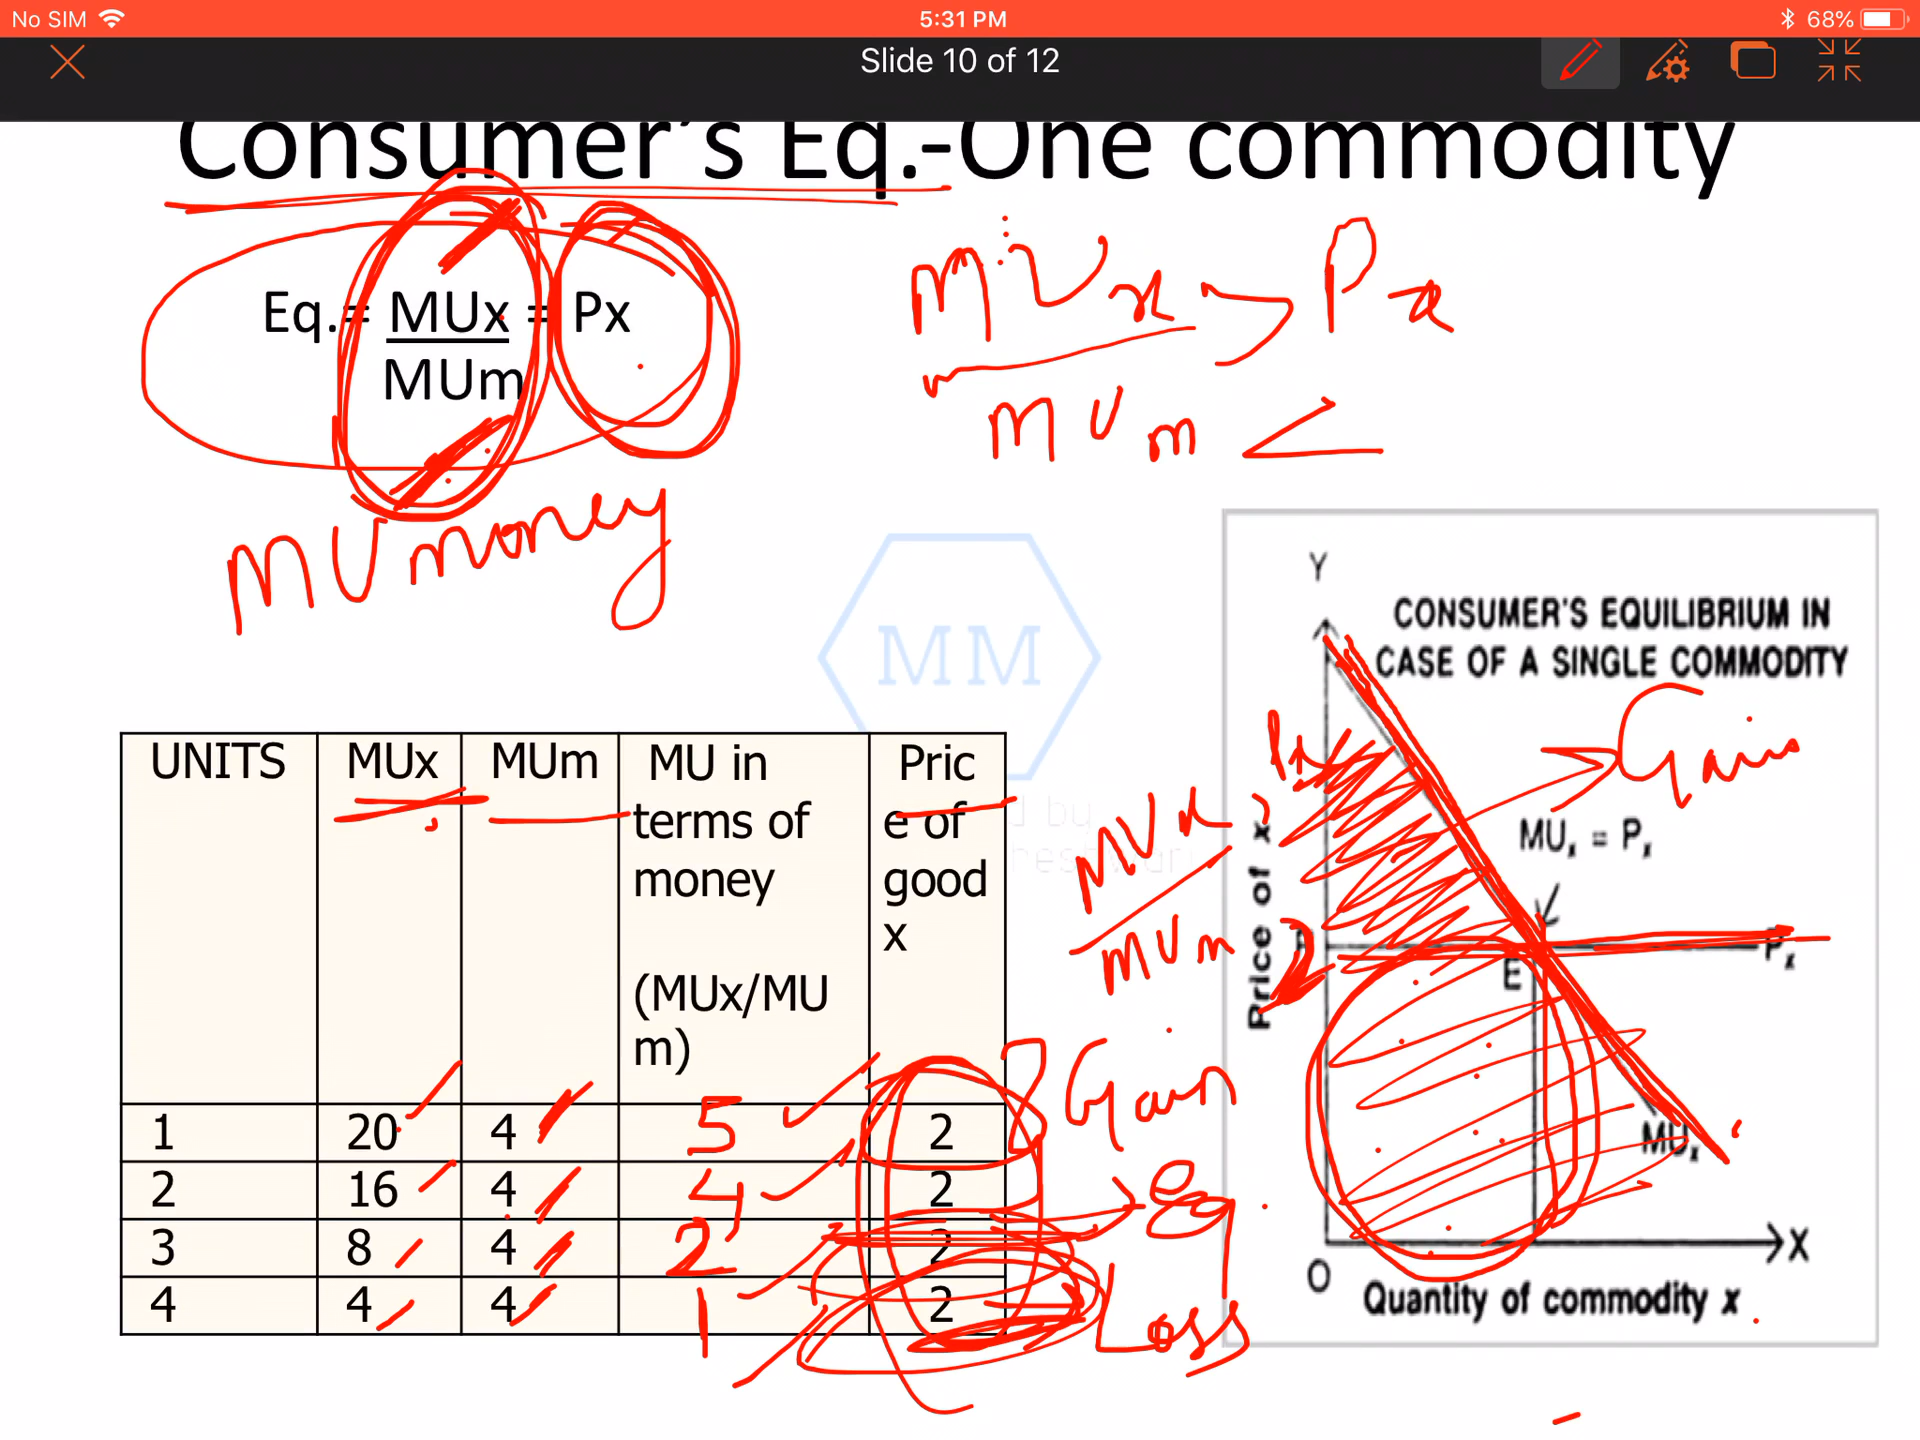 No SIM 5:31 PM 68%
Slide 10 of 12
Consumer's Eq.-One commodity
Eq.= MUx = Px
MUm
MUmoney
MUx > Px
MUm <
MM
UNITS MUx MUm MU in terms of money (MUx/MUm) Price of good x
1 20 4 5 2 Gain
2 16 4 4 2 Eq
3 8 4 2 2
4 4 4 1 2 Loss
Y
CONSUMER'S EQUILIBRIUM IN
CASE OF A SINGLE COMMODITY
Px
Gain
MUx
MUm
MUx = Px
Price of x
E
Px
MUx
O
X
Quantity of commodity x